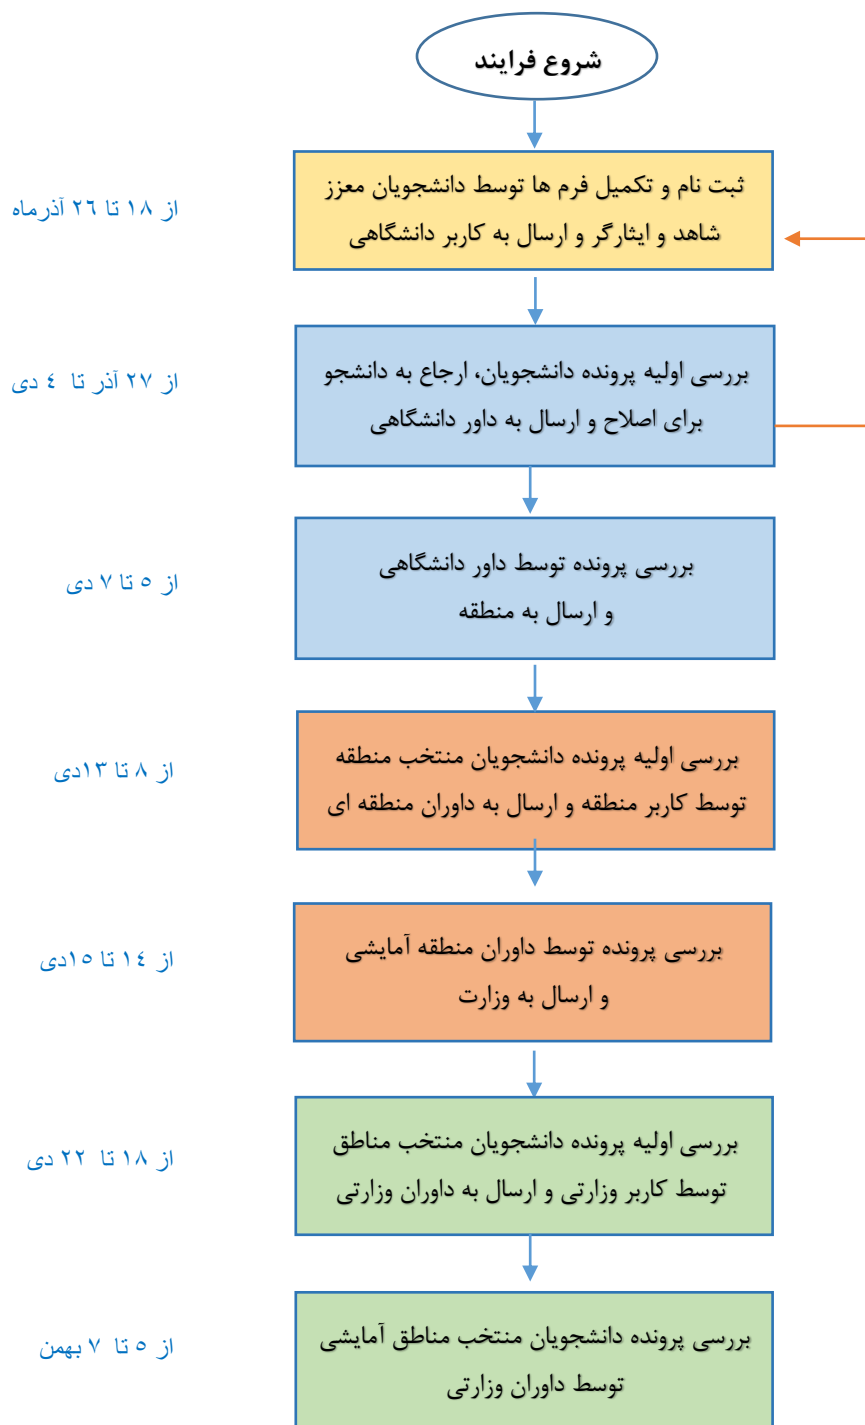 شروع فرایند
ثبت نام و تکمیل فرم ها توسط دانشجویان معزز
شاهد و ایثارگر و ارسال به کاربر دانشگاهی
از ۱۸ تا ۲٦ آذرماه
بررسی اولیه پرونده دانشجویان، ارجاع به دانشجو
برای اصلاح و ارسال به داور دانشگاهی
از ۲۷ آذر تا ٤ دی
بررسی پرونده توسط داور دانشگاهی
و ارسال به منطقه
از ٥ تا ۷ دی
بررسی اولیه پرونده دانشجویان منتخب منطقه
توسط کاربر منطقه و ارسال به داوران منطقه ای
از ۸ تا ۱۳دی
بررسی پرونده توسط داوران منطقه آمایشی
و ارسال به وزارت
از ۱٤ تا ۱٥دی
بررسی اولیه پرونده دانشجویان منتخب مناطق
توسط کاربر وزارتی و ارسال به داوران وزارتی
از ۱۸ تا ۲۲ دی
بررسی پرونده دانشجویان منتخب مناطق آمایشی
توسط داوران وزارتی
از ٥ تا ۷ بهمن